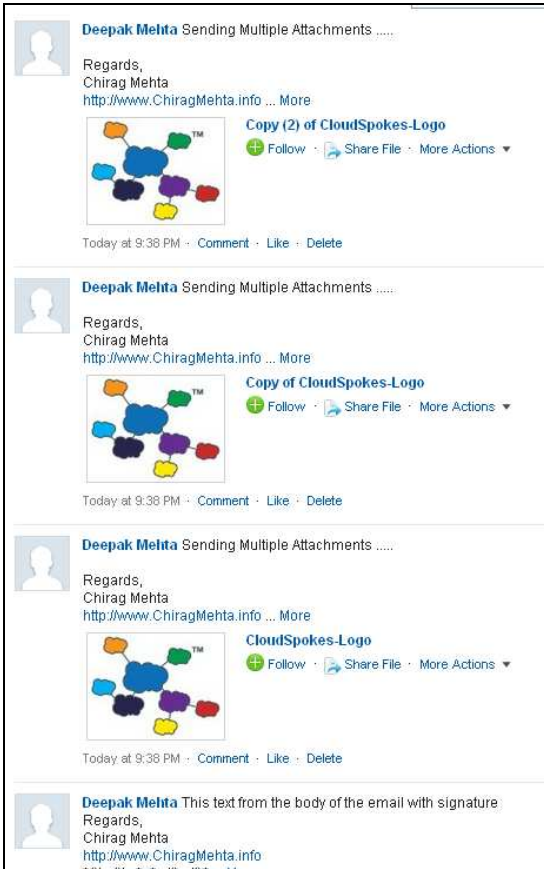 Deepak Mehta Sending Multiple Attachments .....
Regards,
Chirag Mehta
http://www.ChiragMehta.info ... More
TM
Copy (2) of CloudSpokes-Logo
Follow · Share File · More Actions
Today at 9:38 PM · Comment · Like · Delete
Deepak Mehta Sending Multiple Attachments .....
Regards,
Chirag Mehta
http://www.ChiragMehta.info ... More
TM
Copy of CloudSpokes-Logo
Follow · Share File · More Actions
Today at 9:38 PM · Comment · Like · Delete
Deepak Mehta Sending Multiple Attachments .....
Regards,
Chirag Mehta
http://www.ChiragMehta.info ... More
TM
CloudSpokes-Logo
Follow · Share File · More Actions
Today at 9:38 PM · Comment · Like · Delete
Deepak Mehta This text from the body of the email with signature
Regards,
Chirag Mehta
http://www.ChiragMehta.info